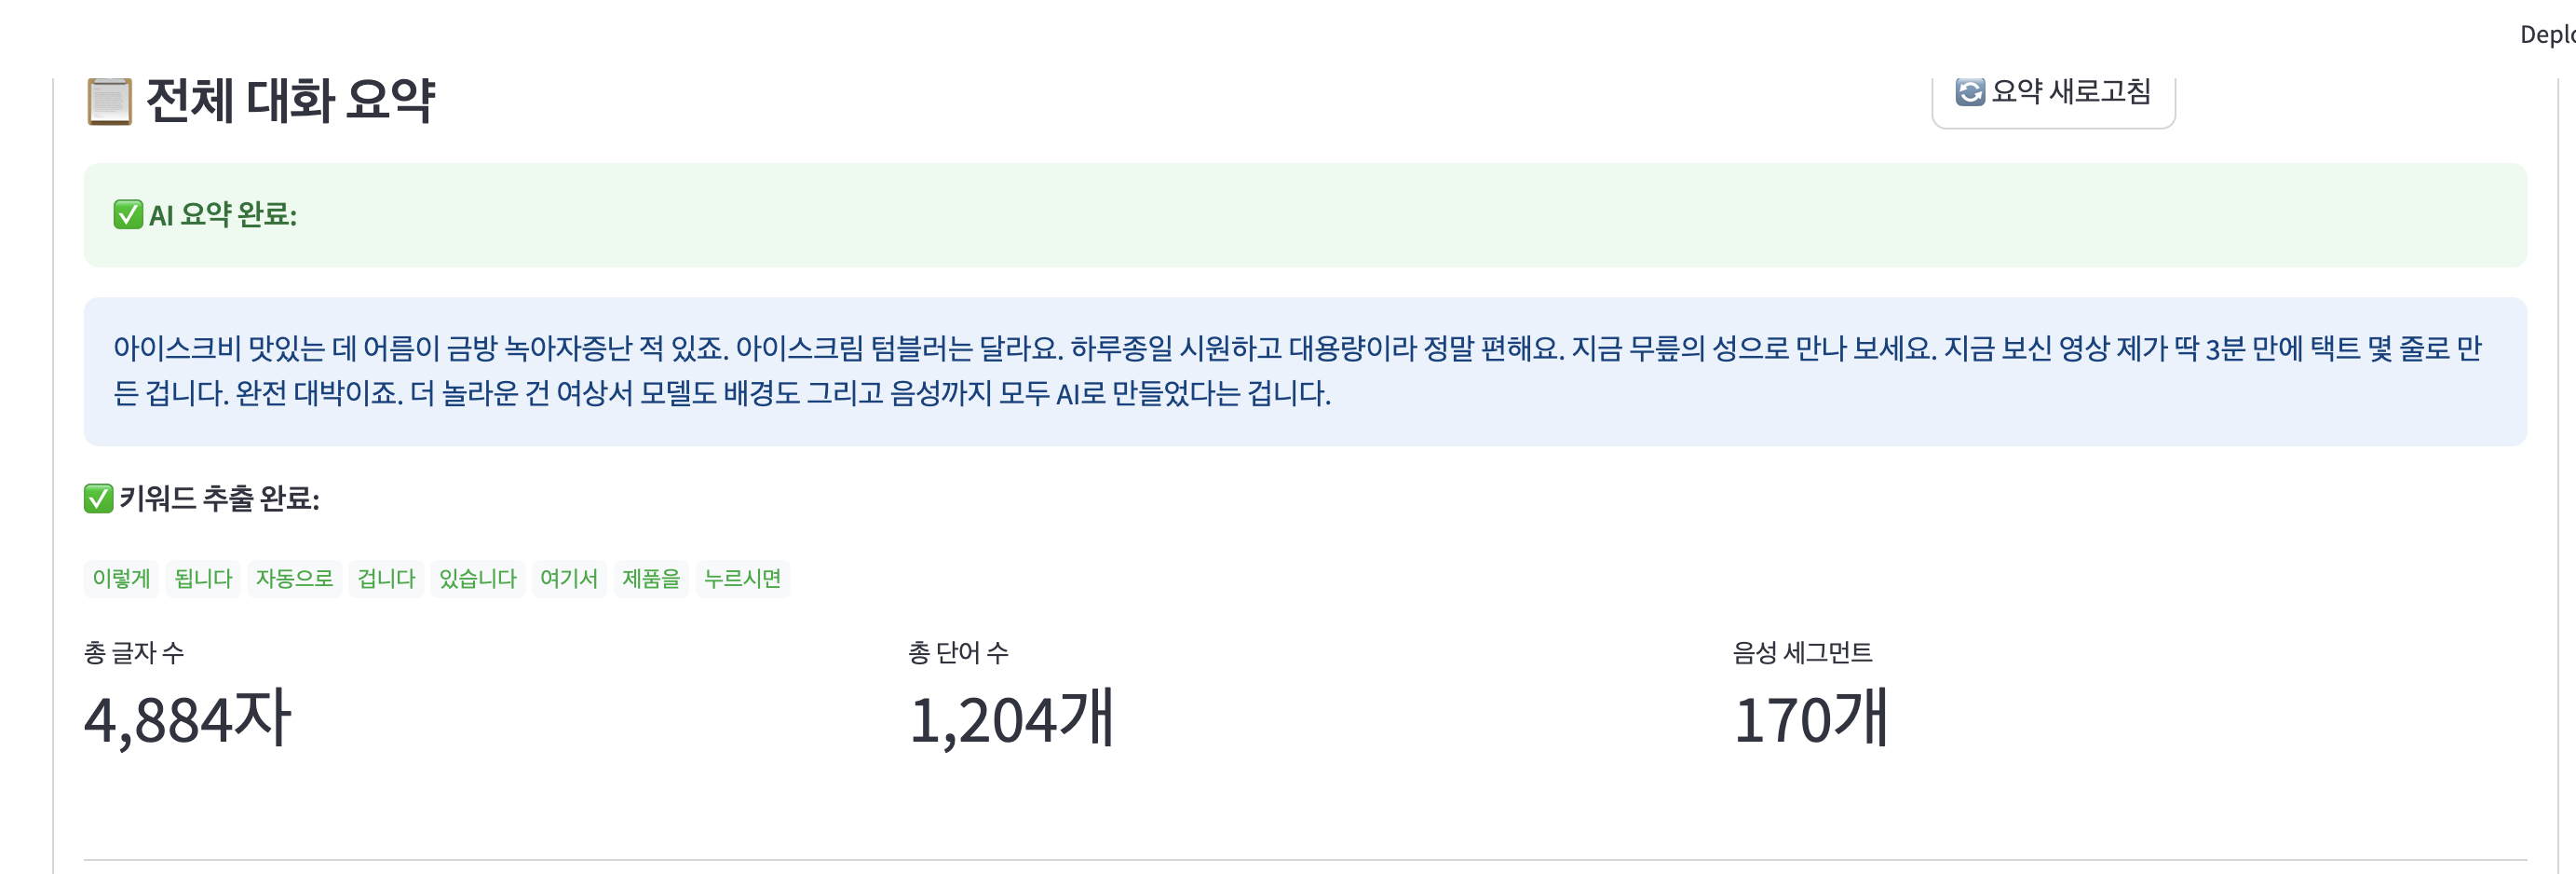 Deplo
전체 대화 요약
요약 새로고침
AI 요약 완료:
아이스크비 맛있는 데 어름이 금방 녹아자증난 적 있죠. 아이스크림 텀블러는 달라요. 하루종일 시원하고 대용량이라 정말 편해요. 지금 무릎의 성으로 만나 보세요. 지금 보신 영상 제가 딱 3분 만에 택트 몇 줄로 만
든 겁니다. 완전 대박이죠. 더 놀라운 건 여상서 모델도 배경도 그리고 음성까지 모두 AI로 만들었다는 겁니다.
키워드 추출 완료:
이렇게 됩니다 자동으로 겁니다 있습니다 여기서 제품을 누르시면
총 글자 수 총 단어 수 음성 세그먼트
4,884자 1,204개 170개